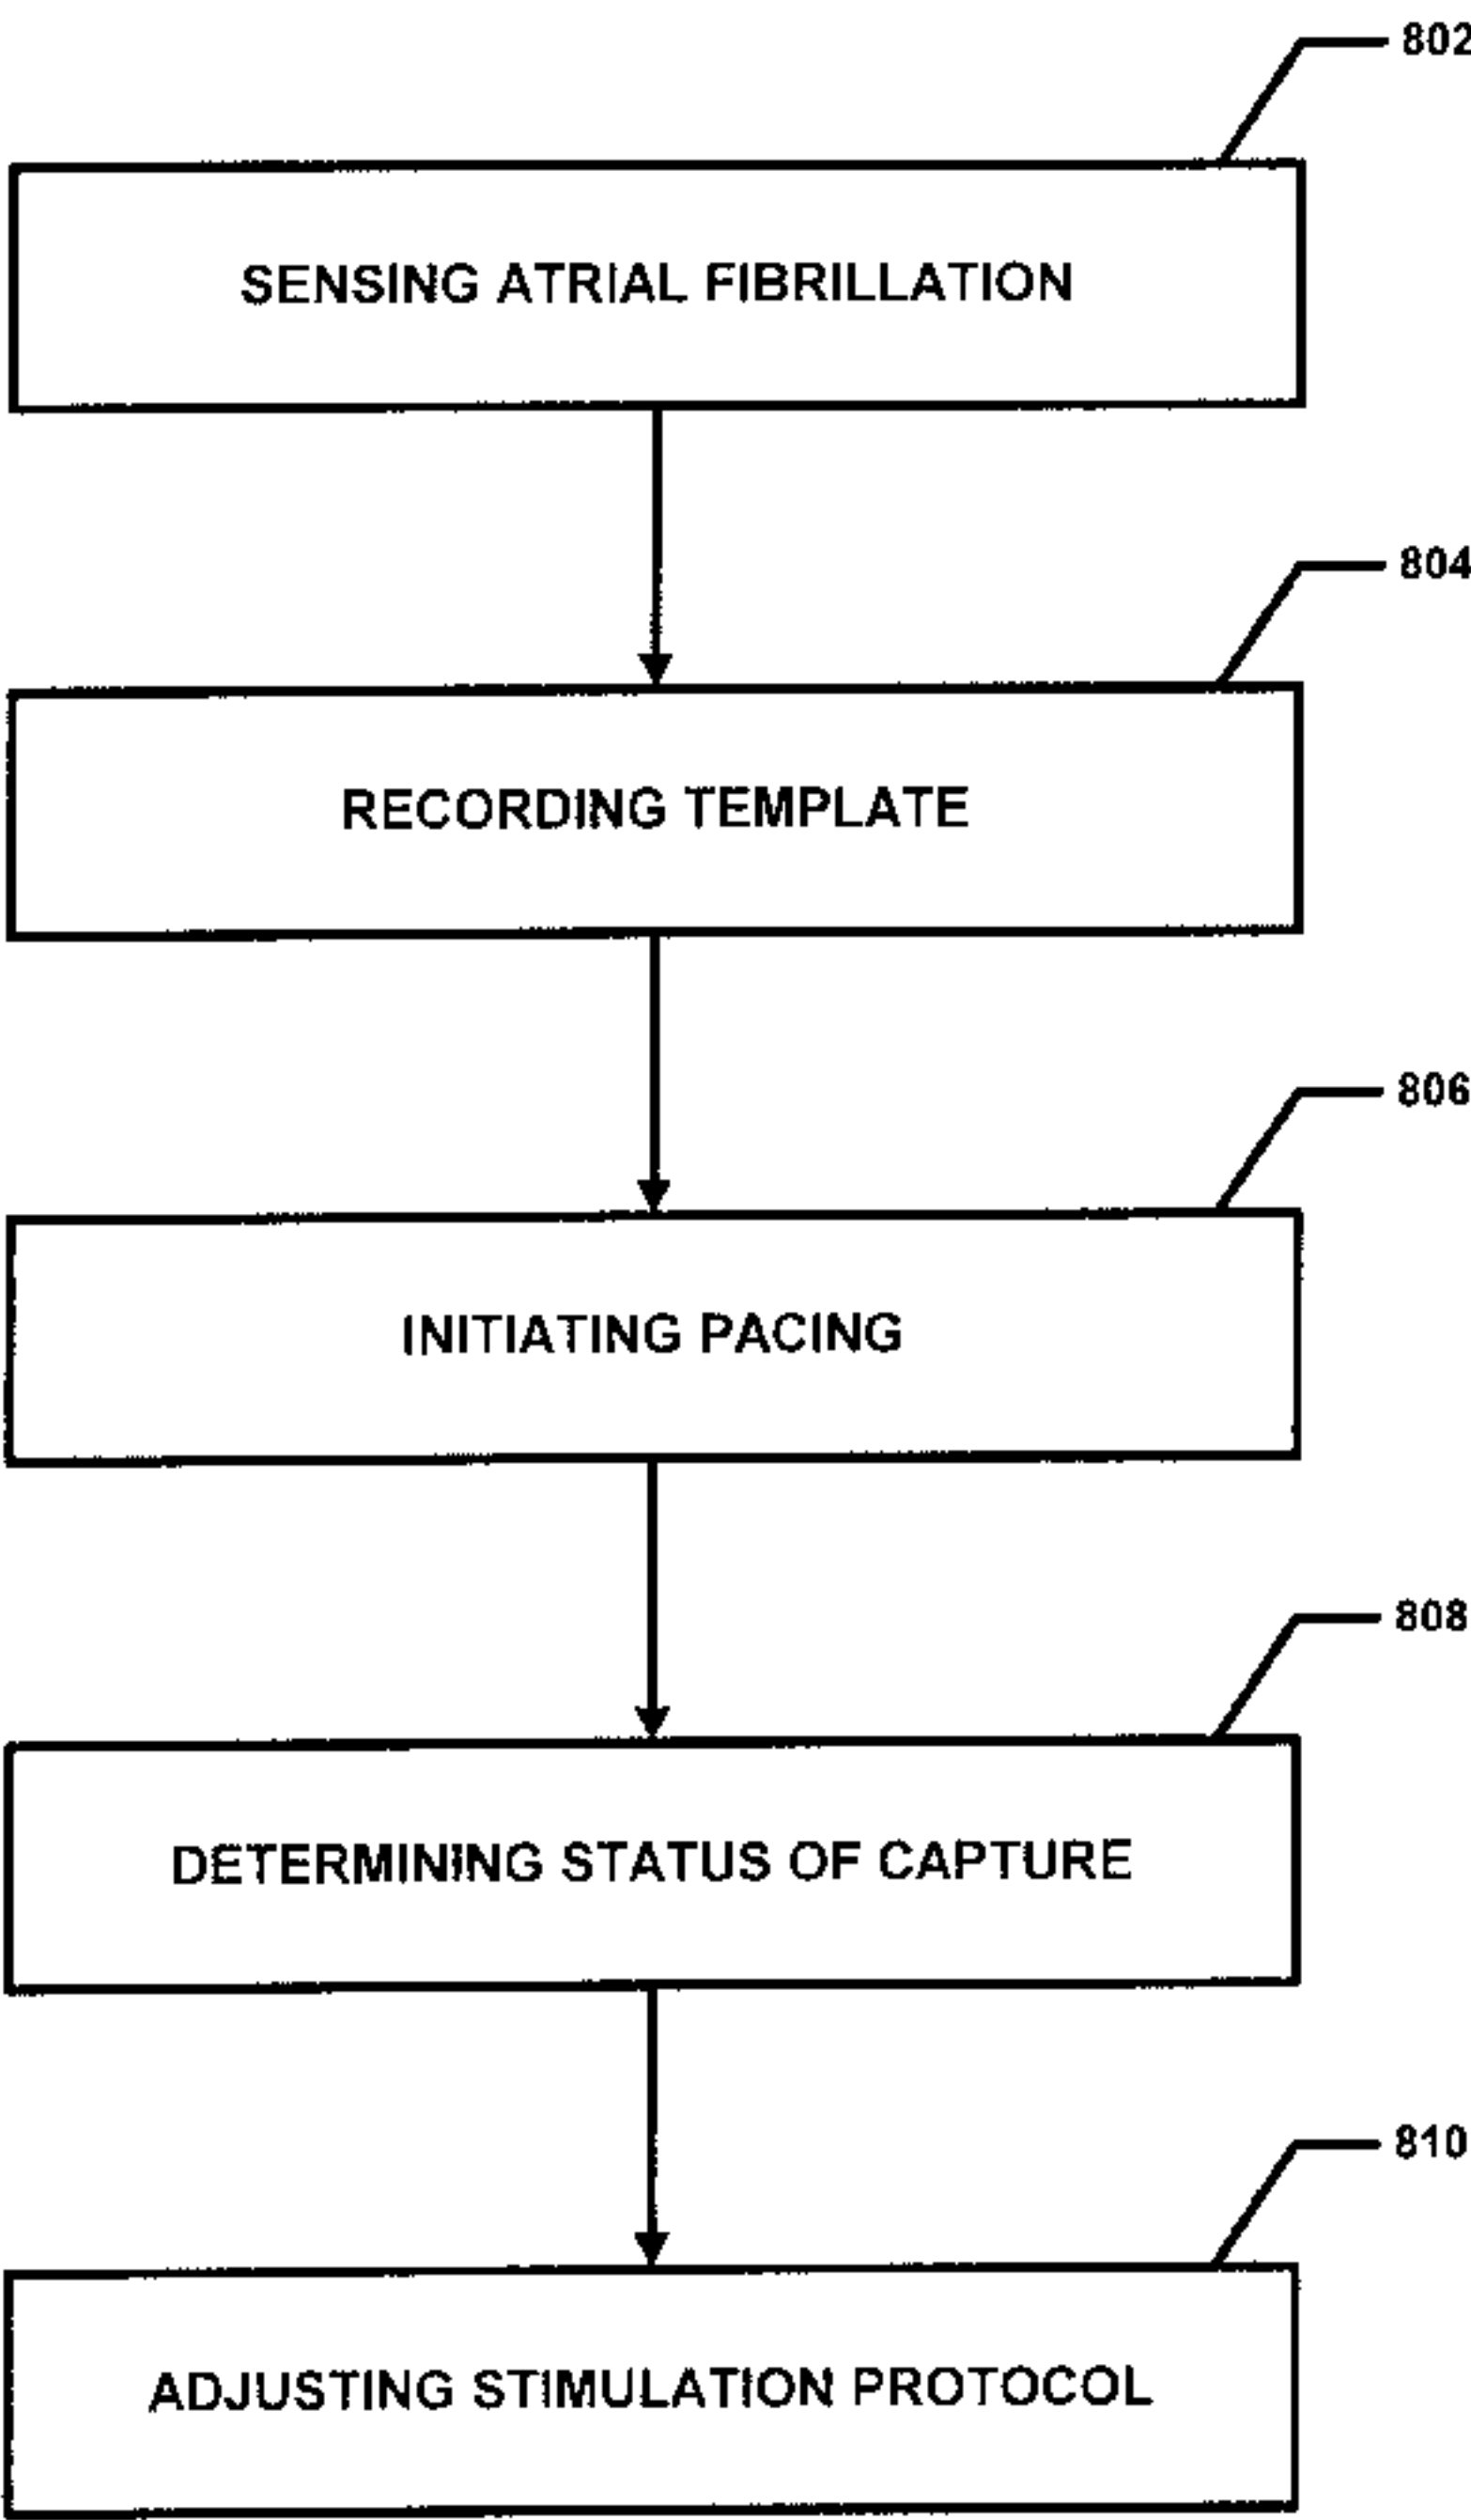 802
SENSING ATRIAL FIBRILLATION
804
RECORDING TEMPLATE
806
INITIATING PACING
808
DETERMINING STATUS OF CAPTURE
810
ADJUSTING STIMULATION PROTOCOL